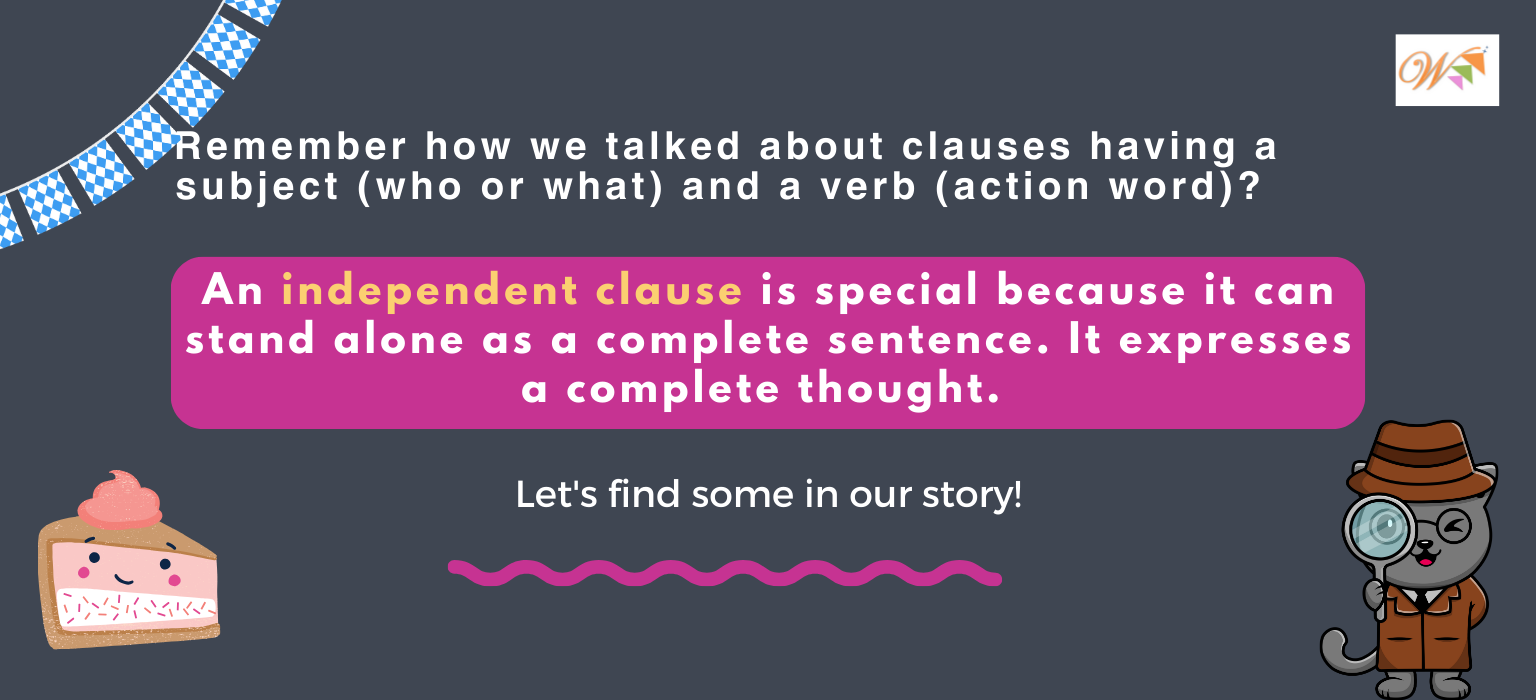 W
Remember how we talked about clauses having a
subject (who or what) and a verb (action word)?
An independent clause is special because it can
stand alone as a complete sentence. It expresses
a complete thought.
Let's find some in our story!